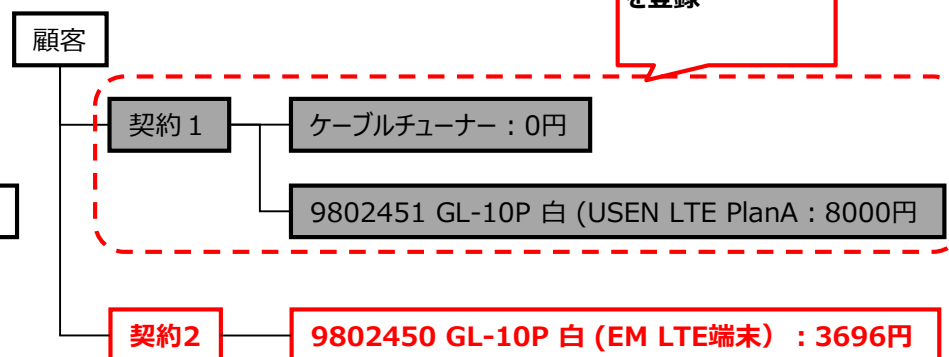 を登録
顧客
契約１
ケーブルチューナー：0円
9802451 GL-10P 白 (USEN LTE PlanA：8000円
契約2
9802450 GL-10P 白 (EM LTE端末）：3696円